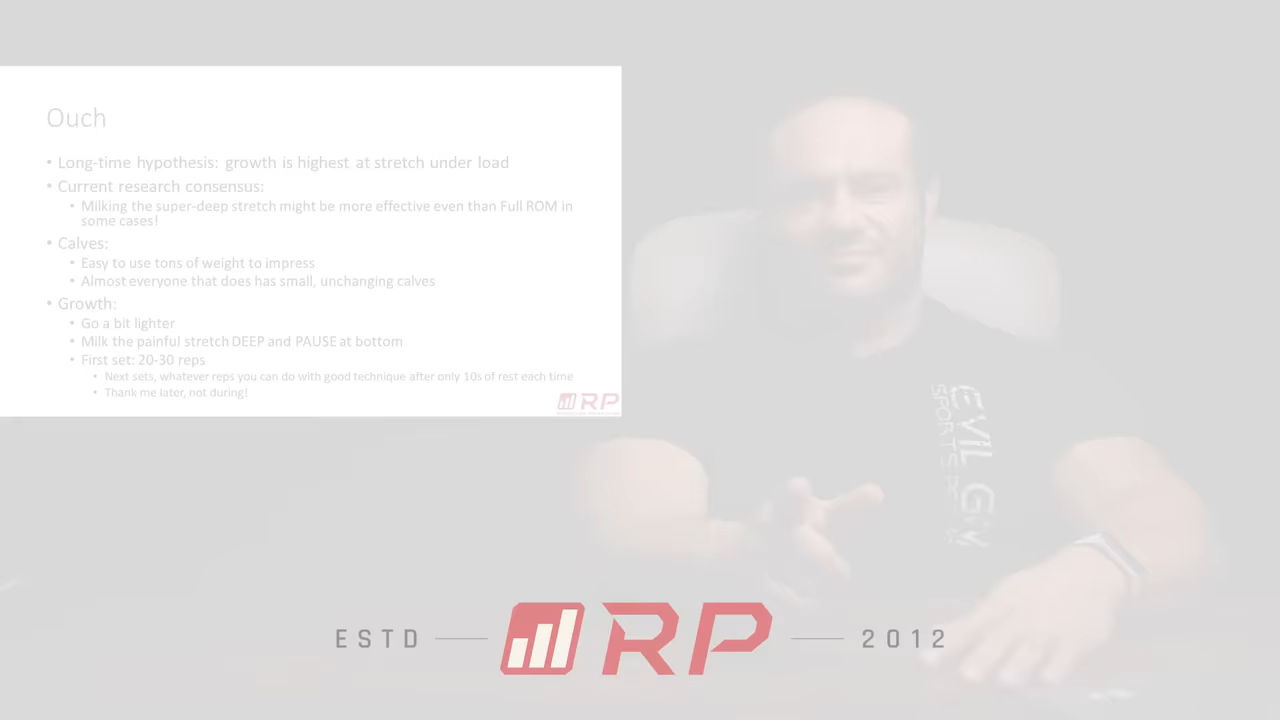 Ouch
• Long-time hypothesis: growth is highest at stretch under load
• Current research consensus:
• Milking the super-deep stretch might be more effective even than Full ROM in
some cases!
• Calves:
• Easy to use tons of weight to impress
• Almost everyone that does has small, unchanging calves
• Growth:
• Go a bit lighter
• Milk the painful stretch DEEP and PAUSE at bottom
• First set: 20-30 reps
• Next sets, whatever reps you can do with good technique after only 10s of rest each time
• Thank me later, not during!
RP
EVIL
ESTD RP 2012